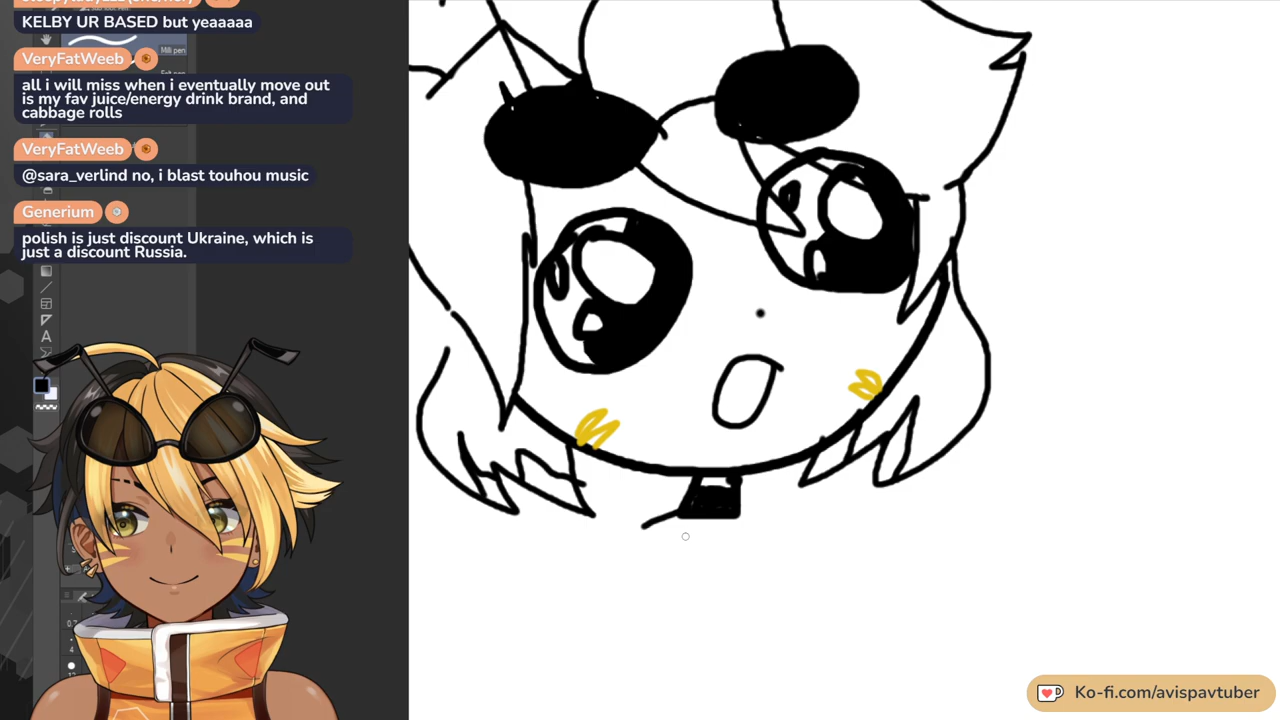 KELBY UR BASED but yeaaaaa
Milli pen
VeryFatWeeb
all i will miss when i eventually move out
is my fav juice/energy drink brand, and
cabbage rolls
VeryFatWeeb
@sara_verlind no, i blast touhou music
Generium
polish is just discount Ukraine, which is
just a discount Russia.
A
Ko-fi.com/avispavtuber